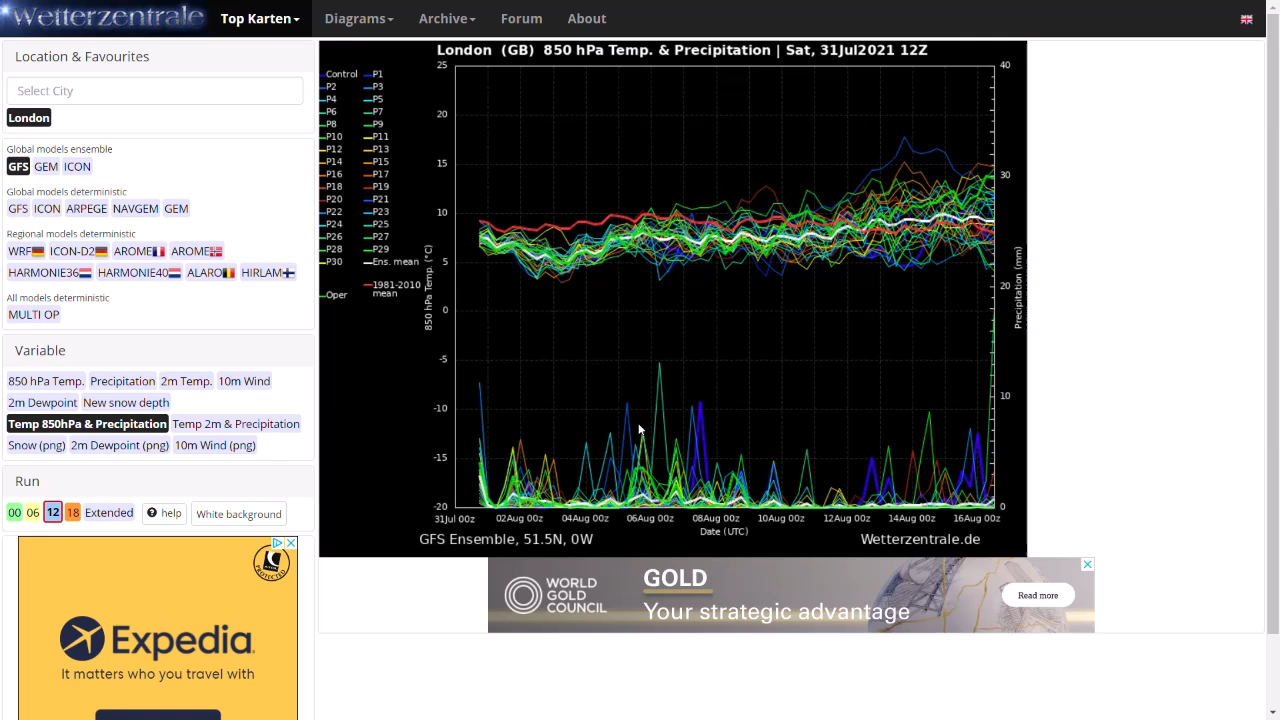 Wetterzentrale Top Karten Diagrams Archive Forum About
Location & Favourites
Select City
London
Global models ensemble
GFS GEM ICON
Global models deterministic
GFS ICON ARPEGE NAVGEM GEM
Regional models deterministic
WRF ICON-D2 AROME AROME
HARMONIE36 HARMONIE40 ALARO HIRLAM
All models deterministic
MULTI OP
Variable
850 hPa Temp. Precipitation 2m Temp. 10m Wind
2m Dewpoint New snow depth
Temp 850hPa & Precipitation Temp 2m & Precipitation
Snow (png) 2m Dewpoint (png) 10m Wind (png)
Run
00 06 12 18 Extended help White background
PROTECTED
Expedia
It matters who you travel with
London (GB) 850 hPa Temp. & Precipitation | Sat, 31Jul2021 12Z
Control P1
P2 P3
P4 P5
P6 P7
P8 P9
P10 P11
P12 P13
P14 P15
P16 P17
P18 P19
P20 P21
P22 P23
P24 P25
P26 P27
P28 P29
P30 Ens. mean
Oper 1981-2010
mean
850 hPa Temp. (°C)
25
20
15
10
5
0
-5
-10
-15
-20
40
30
20
10
0
Precipitation (mm)
31Jul 00z 02Aug 00z 04Aug 00z 06Aug 00z 08Aug 00z 10Aug 00z 12Aug 00z 14Aug 00z 16Aug 00z
Date (UTC)
GFS Ensemble, 51.5N, 0W Wetterzentrale.de
WORLD
GOLD
COUNCIL
GOLD
Your strategic advantage
Read more